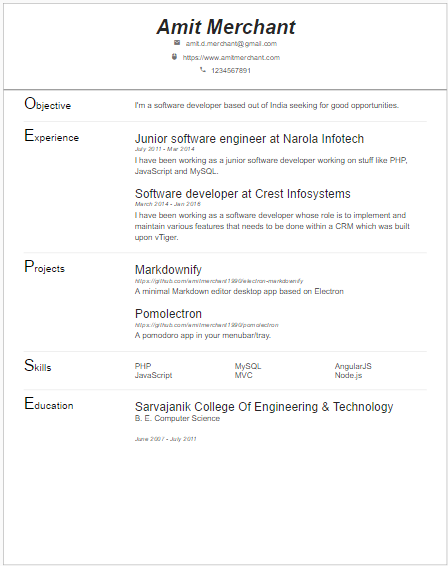 Amit Merchant
amit.d.merchant@gmail.com
https://www.amitmerchant.com
1234567891
Objective
I'm a software developer based out of India seeking for good opportunities.
Experience
Junior software engineer at Narola Infotech
July 2011 - Mar 2014
I have been working as a junior software developer working on stuff like PHP,
JavaScript and MySQL.
Software developer at Crest Infosystems
March 2014 - Jan 2018
I have been working as a software developer whose role is to implement and
maintain various features that needs to be done within a CRM which was built
upon vTiger.
Projects
Markdownify
https://github.com/amitmerchant1990/electron-markdownify
A minimal Markdown editor desktop app based on Electron
Pomolectron
https://github.com/amitmerchant1990/pomolectron
A pomodoro app in your menubar/tray.
Skills
PHP MySQL AngularJS
JavaScript MVC Node.js
Education
Sarvajanik College Of Engineering & Technology
B. E. Computer Science
June 2007 - July 2011